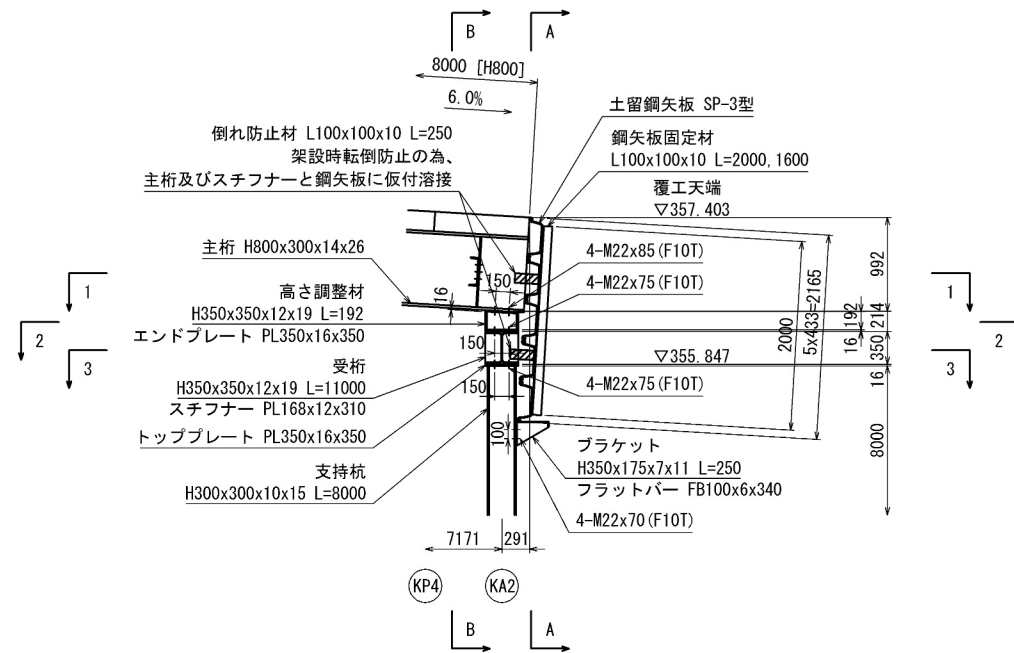 B
A
8000 [H800]
6.0%
土留鋼矢板 SP-3型
倒れ防止材 L100x100x10 L=250
架設時転倒防止の為、
主桁及びスチフナーと鋼矢板に仮付溶接
鋼矢板固定材
L100x100x10 L=2000,1600
覆工天端
▽357.403
主桁 H800x300x14x26
4-M22x85(F10T)
150
16
4-M22x75(F10T)
992
1
1
高さ調整材
H350x350x12x19 L=192
エンドプレート PL350x16x350
192
214
2
2
16
2000
5x433=2165
150
350
3
3
受桁
H350x350x12x19 L=11000
スチフナー PL168x12x310
▽355.847
150
4-M22x75(F10T)
16
トッププレート PL350x16x350
100
8000
ブラケット
H350x175x7x11 L=250
フラットバー FB100x6x340
支持杭
H300x300x10x15 L=8000
4-M22x70(F10T)
7171
291
KP4
KA2
B
A